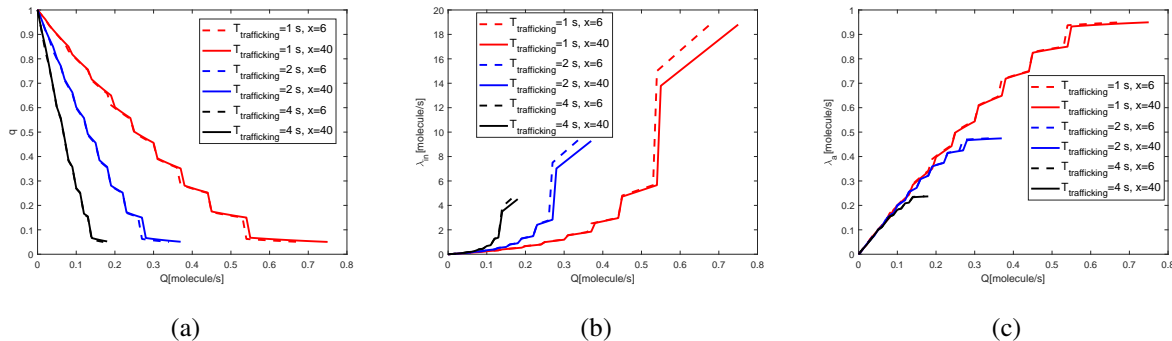 1
0.9
0.8
0.7
0.6
0.5
0.4
0.3
0.2
0.1
0
q
T_trafficking=1 s, x=6
T_trafficking=1 s, x=40
T_trafficking=2 s, x=6
T_trafficking=2 s, x=40
T_trafficking=4 s, x=6
T_trafficking=4 s, x=40
0 0.1 0.2 0.3 0.4 0.5 0.6 0.7 0.8
Q[molecule/s]
(a)
20
18
16
14
12
10
8
6
4
2
0
λ_in[molecule/s]
T_trafficking=1 s, x=6
T_trafficking=1 s, x=40
T_trafficking=2 s, x=6
T_trafficking=2 s, x=40
T_trafficking=4 s, x=6
T_trafficking=4 s, x=40
0 0.1 0.2 0.3 0.4 0.5 0.6 0.7 0.8
Q[molecule/s]
(b)
1
0.9
0.8
0.7
0.6
0.5
0.4
0.3
0.2
0.1
0
λ_a[molecule/s]
T_trafficking=1 s, x=6
T_trafficking=1 s, x=40
T_trafficking=2 s, x=6
T_trafficking=2 s, x=40
T_trafficking=4 s, x=6
T_trafficking=4 s, x=40
0 0.1 0.2 0.3 0.4 0.5 0.6 0.7 0.8
Q[molecule/s]
(c)